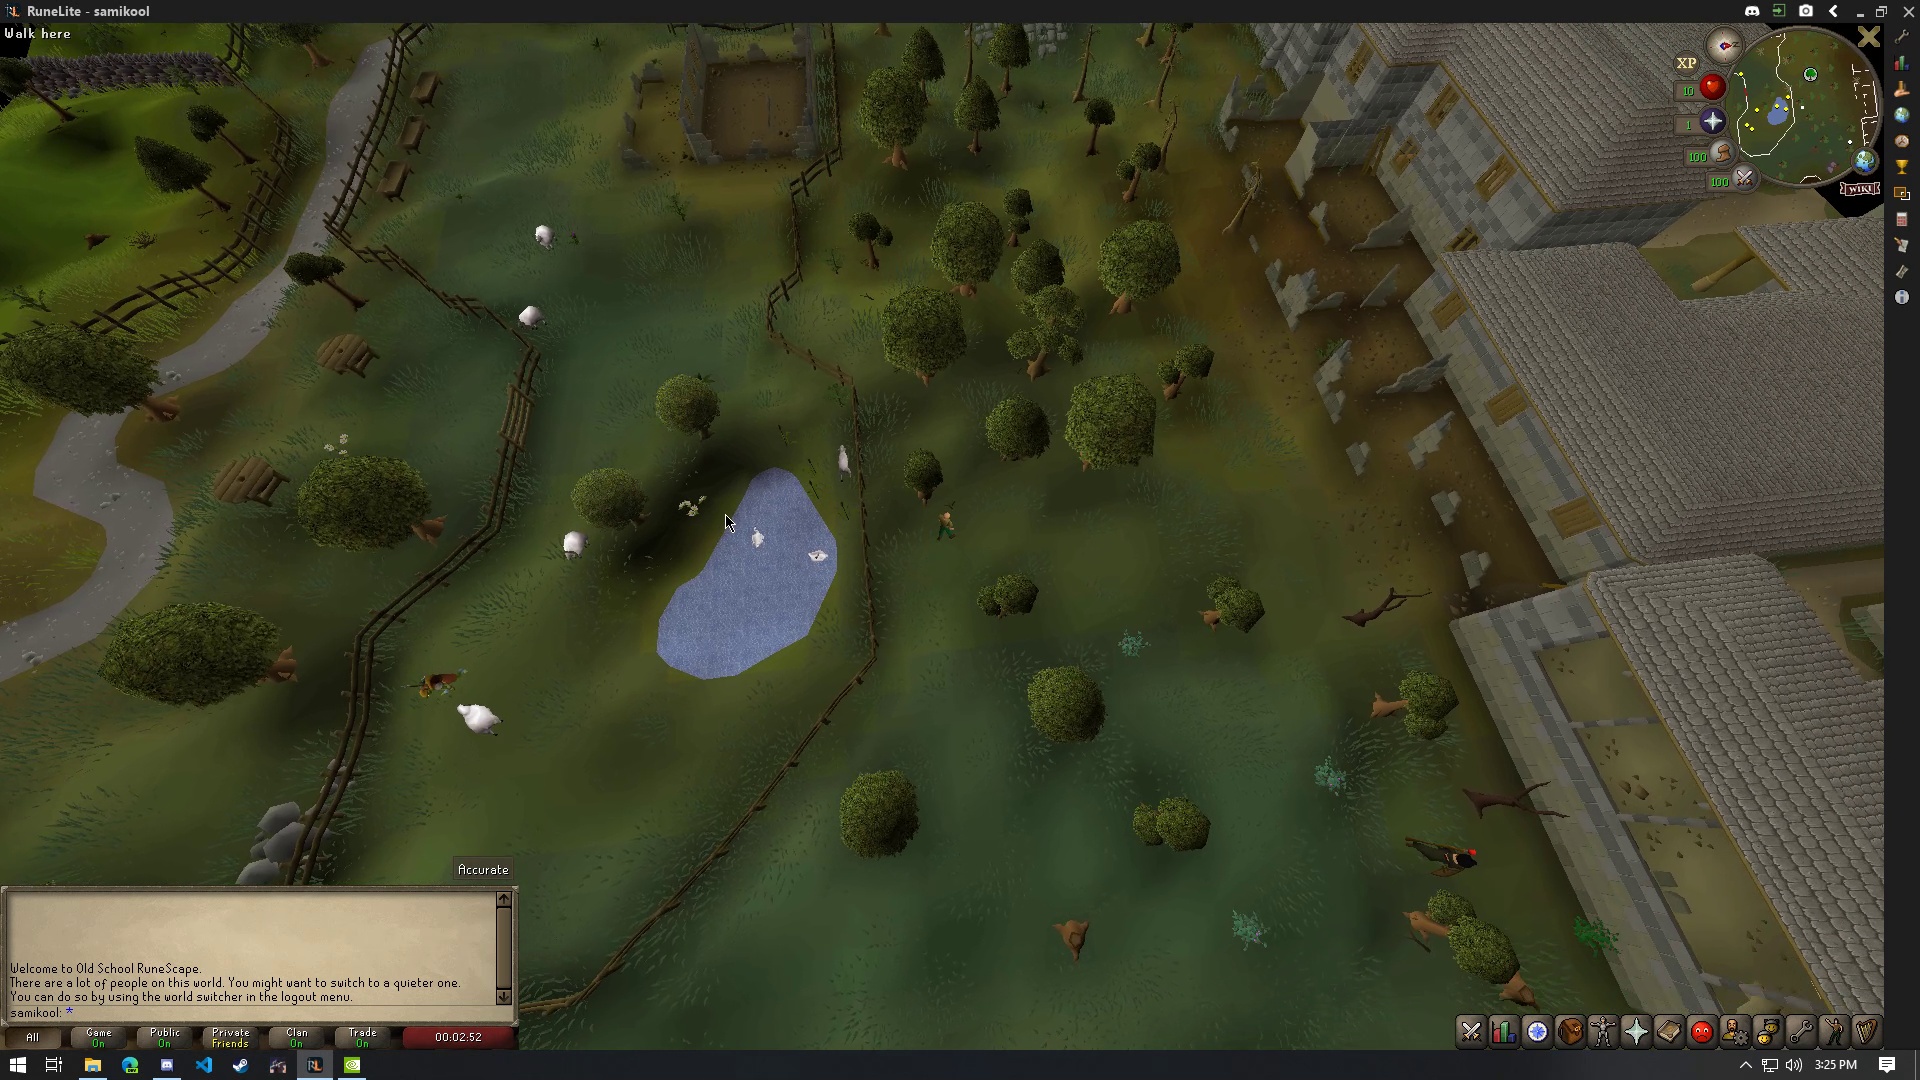 RuneLite - samikool
Walk here
XP
10
1
100
100
WIKI
Accurate
Welcome to Old School RuneScape.
There are a lot of people on this world. You might want to switch to a quieter one.
You can do so by using the world switcher in the logout menu.
samikool: *
All
Game
On
Public
On
Private
Friends
Clan
On
Trade
On
00:02:52
3:25 PM